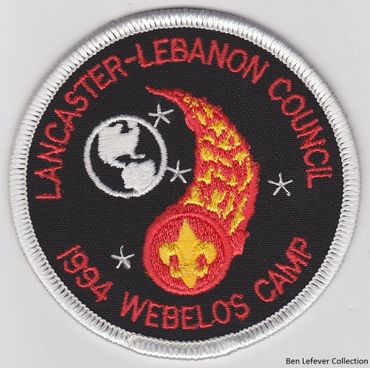 LANCASTER-LEBANON COUNCIL
1994 WEBELOS CAMP
Ben Lefever Collection